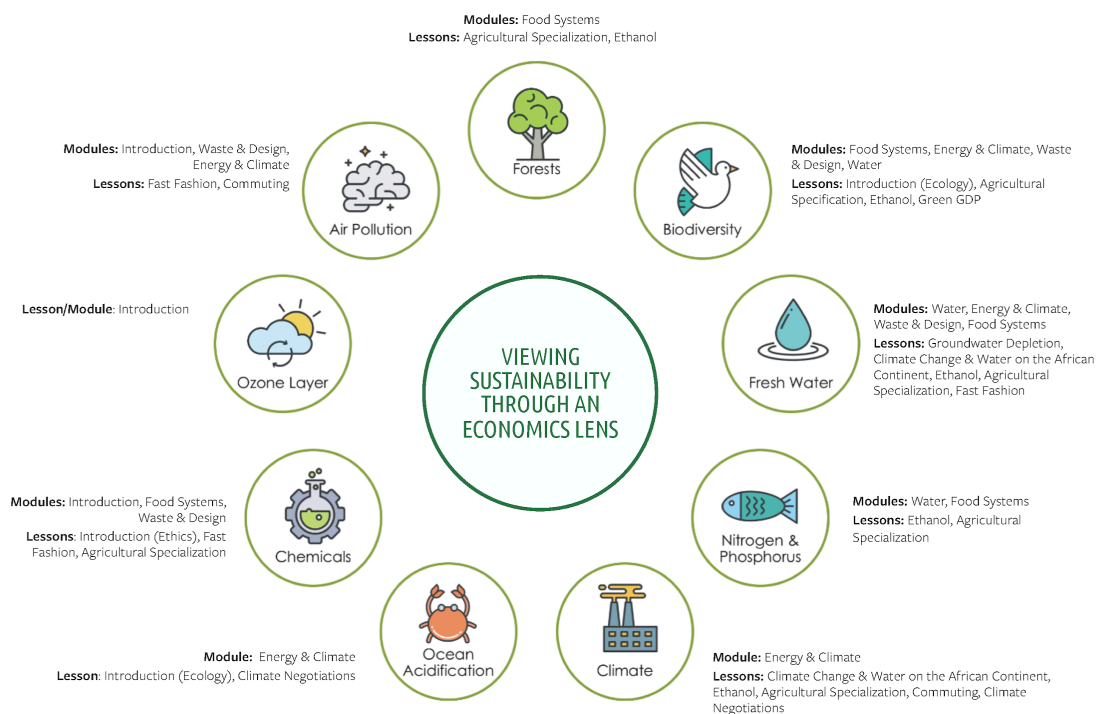 Modules: Food Systems
Lessons: Agricultural Specialization, Ethanol
Forests
Modules: Introduction, Waste & Design,
Energy & Climate
Lessons: Fast Fashion, Commuting
Air Pollution
Modules: Food Systems, Energy & Climate, Waste
& Design, Water
Lessons: Introduction (Ecology), Agricultural
Specification, Ethanol, Green GDP
Biodiversity
Lesson/Module: Introduction
Ozone Layer
VIEWING
SUSTAINABILITY
THROUGH AN
ECONOMICS LENS
Modules: Water, Energy & Climate,
Waste & Design, Food Systems
Lessons: Groundwater Depletion,
Climate Change & Water on the African
Continent, Ethanol, Agricultural
Specialization, Fast Fashion
Fresh Water
Modules: Introduction, Food Systems,
Waste & Design
Lessons: Introduction (Ethics), Fast
Fashion, Agricultural Specialization
Chemicals
Modules: Water, Food Systems
Lessons: Ethanol, Agricultural
Specialization
Nitrogen &
Phosphorus
Module: Energy & Climate
Lesson: Introduction (Ecology), Climate Negotiations
Ocean
Acidification
Climate
Module: Energy & Climate
Lessons: Climate Change & Water on the African Continent,
Ethanol, Agricultural Specialization, Commuting, Climate
Negotiations